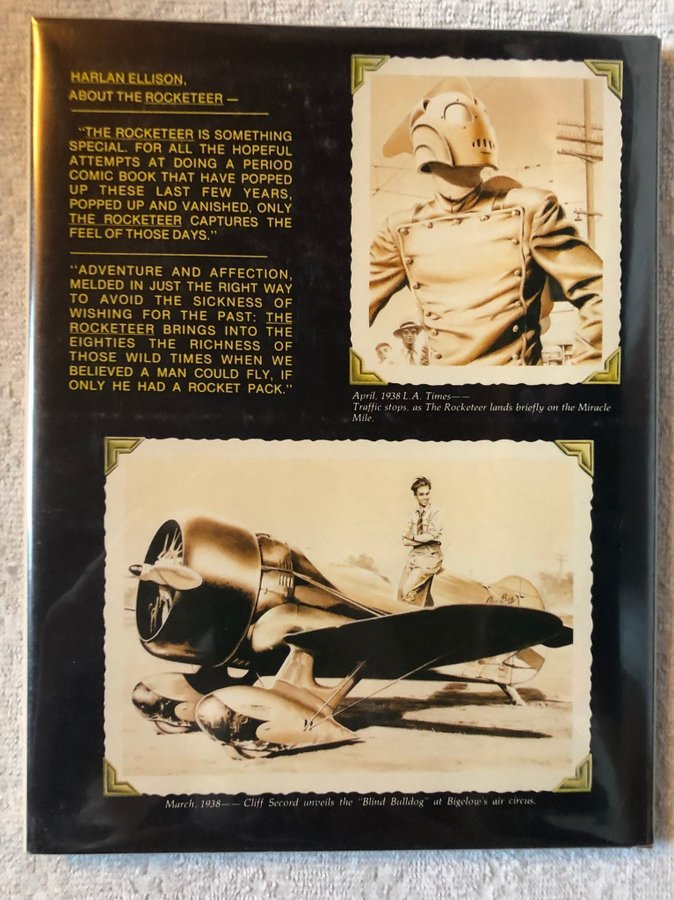 HARLAN ELLISON,
ABOUT THE ROCKETEER —
"THE ROCKETEER IS SOMETHING
SPECIAL. FOR ALL THE HOPEFUL
ATTEMPTS AT DOING A PERIOD
COMIC BOOK THAT HAVE POPPED
UP THESE LAST FEW YEARS,
POPPED UP AND VANISHED, ONLY
THE ROCKETEER CAPTURES THE
FEEL OF THOSE DAYS."
"ADVENTURE AND AFFECTION,
MELDED IN JUST THE RIGHT WAY
TO AVOID THE SICKNESS OF
WISHING FOR THE PAST: THE
ROCKETEER BRINGS INTO THE
EIGHTIES THE RICHNESS OF
THOSE WILD TIMES WHEN WE
BELIEVED A MAN COULD FLY, IF
ONLY HE HAD A ROCKET PACK."
April, 1938 L.A. Times——
Traffic stops, as The Rocketeer lands briefly on the Miracle
Mile.
March, 1938—— Cliff Secord unveils the "Blind Bulldog" at Bigelow's air circus.